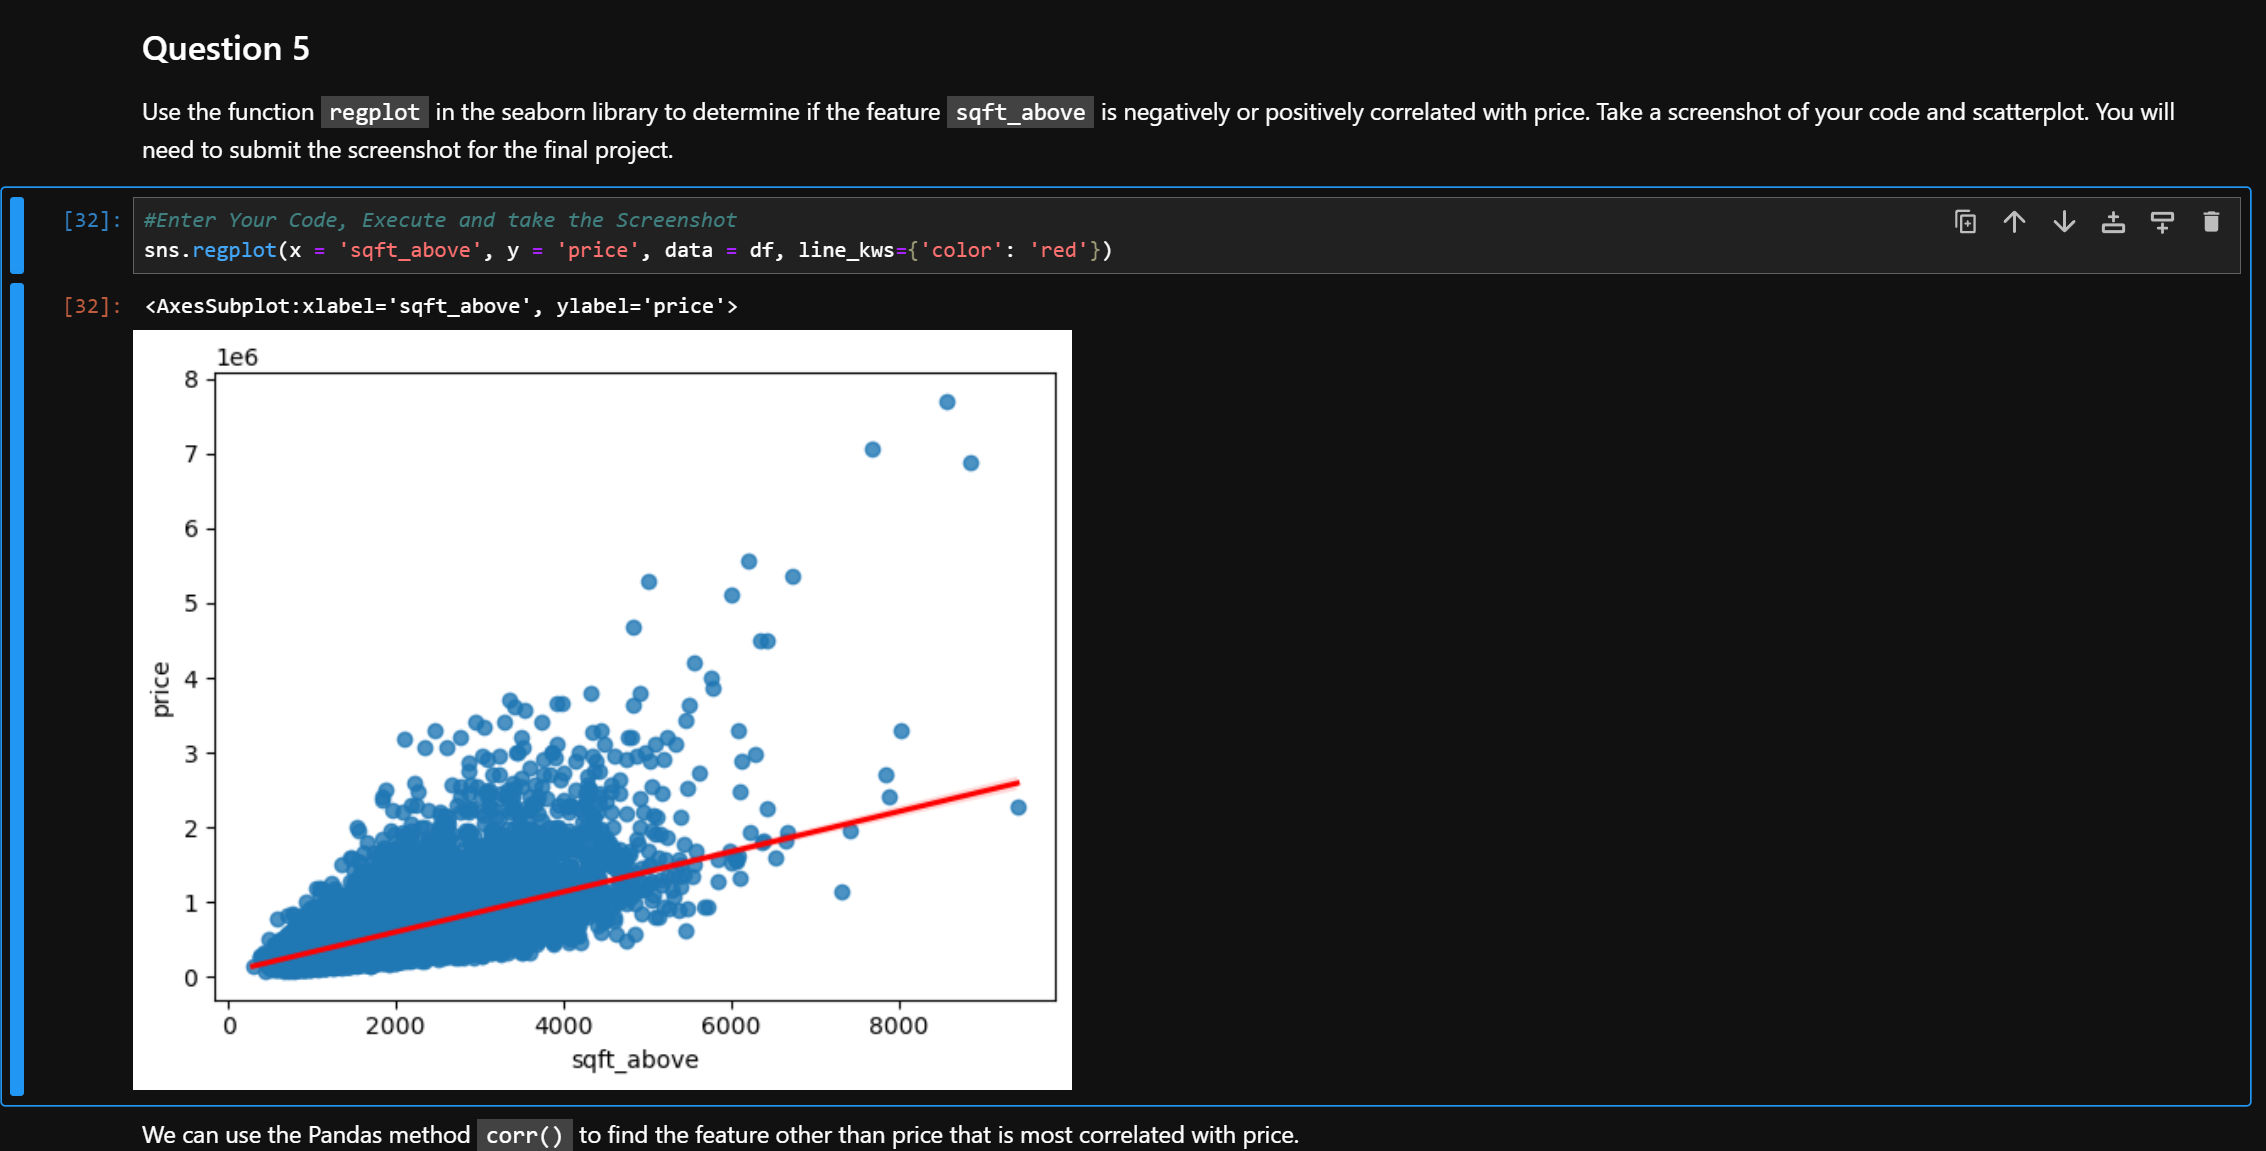 Question 5
Use the function regplot in the seaborn library to determine if the feature sqft_above is negatively or positively correlated with price. Take a screenshot of your code and scatterplot. You will
need to submit the screenshot for the final project.
[32]:
#Enter Your Code, Execute and take the Screenshot
sns.regplot(x = 'sqft_above', y = 'price', data = df, line_kws={'color': 'red'})
[32]:
<AxesSubplot:xlabel='sqft_above', ylabel='price'>
1e6
8
7
6
5
4
3
2
1
0
price
0 2000 4000 6000 8000
sqft_above
We can use the Pandas method corr() to find the feature other than price that is most correlated with price.